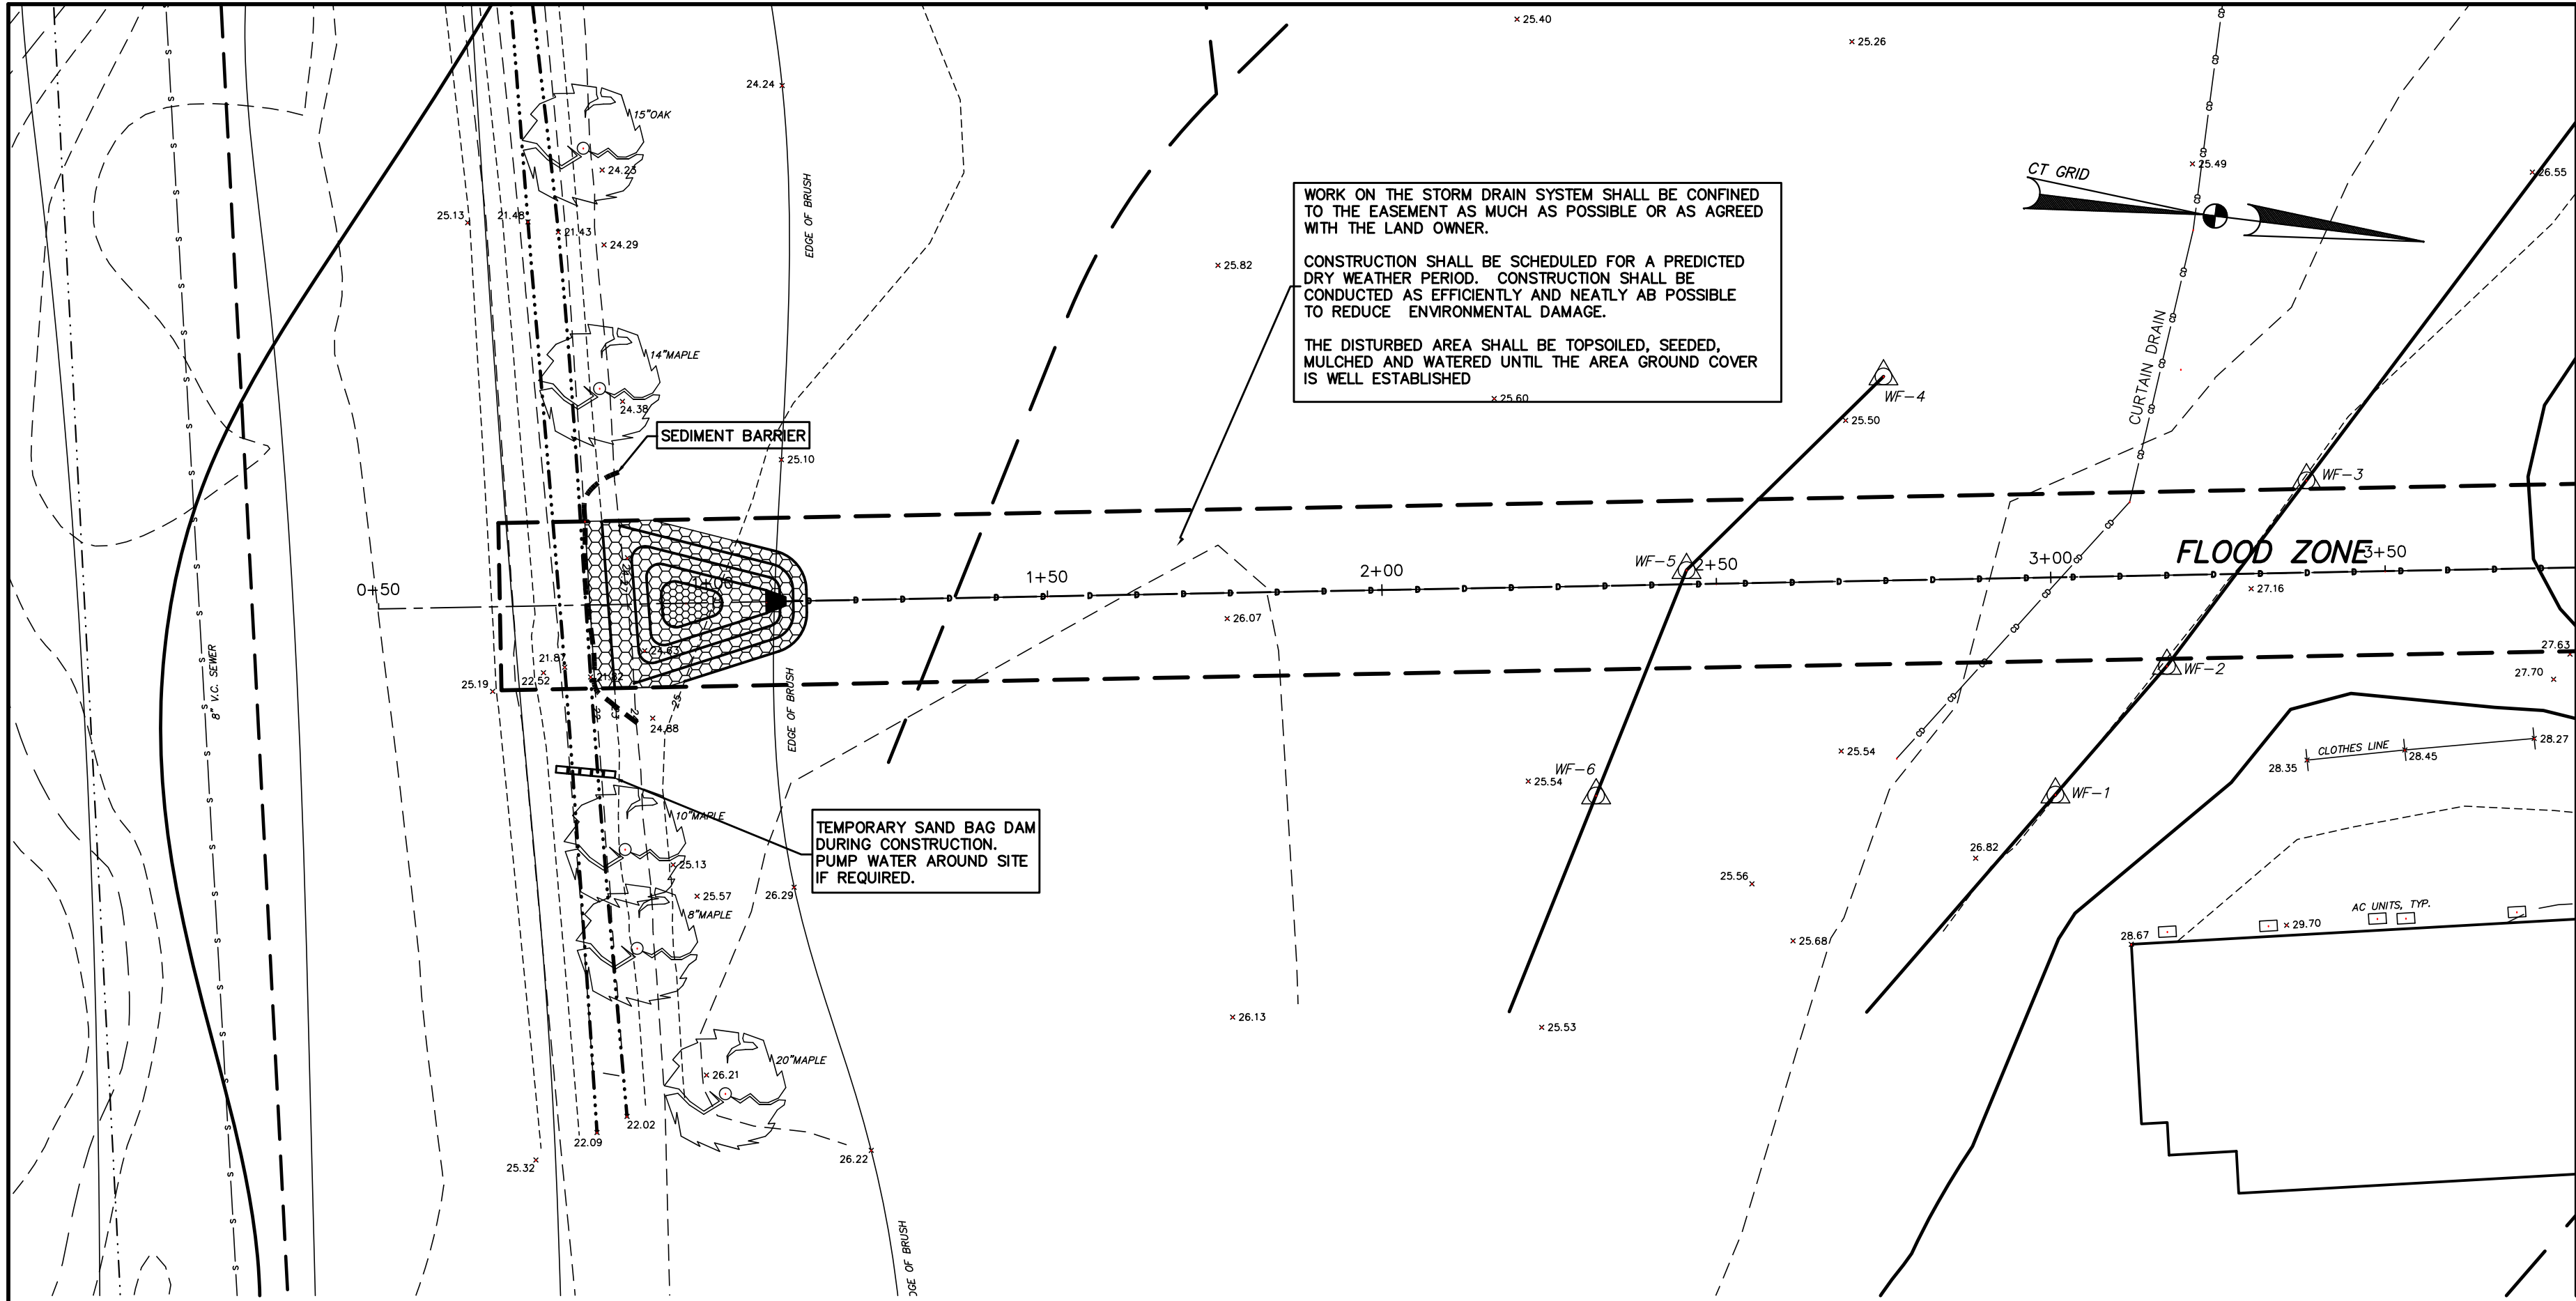 25.40
25.26
24.24
15"OAK
24.23
25.49
26.55
CT GRID
25.13
21.48
21.43
24.29
EDGE OF BRUSH
25.82
WORK ON THE STORM DRAIN SYSTEM SHALL BE CONFINED
TO THE EASEMENT AS MUCH AS POSSIBLE OR AS AGREED
WITH THE LAND OWNER.
CONSTRUCTION SHALL BE SCHEDULED FOR A PREDICTED
DRY WEATHER PERIOD. CONSTRUCTION SHALL BE
CONDUCTED AS EFFICIENTLY AND NEATLY AB POSSIBLE
TO REDUCE ENVIRONMENTAL DAMAGE.
THE DISTURBED AREA SHALL BE TOPSOILED, SEEDED,
MULCHED AND WATERED UNTIL THE AREA GROUND COVER
IS WELL ESTABLISHED
25.60
14"MAPLE
24.38
SEDIMENT BARRIER
25.10
WF-4
25.50
CURTAIN DRAIN
WF-3
FLOOD ZONE
0+50
1+00
1+50
2+00
WF-5
2+50
3+00
3+50
27.16
26.07
24.63
21.87
22.52
21.82
25.19
24.88
22
23
25
27.63
27.70
WF-2
8" V.C. SEWER
EDGE OF BRUSH
25.54
WF-6
25.54
WF-1
CLOTHES LINE
28.35
28.45
28.27
10"MAPLE
TEMPORARY SAND BAG DAM
DURING CONSTRUCTION.
PUMP WATER AROUND SITE
IF REQUIRED.
25.13
25.57
26.29
8"MAPLE
26.82
25.56
25.68
AC UNITS, TYP.
28.67
29.70
26.13
25.53
20"MAPLE
26.21
22.02
22.09
25.32
26.22
DGE OF BRUSH